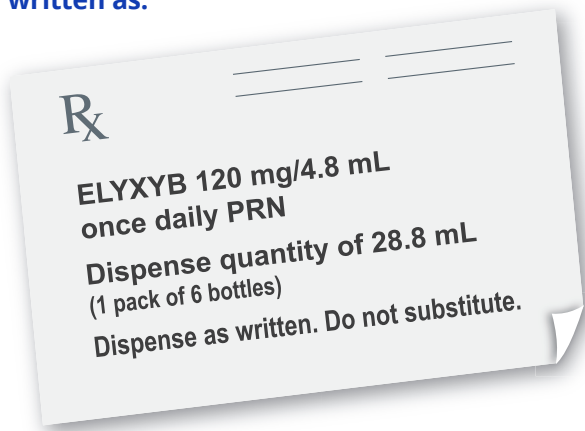 written as:
Rx
ELYXYB 120 mg/4.8 mL
once daily PRN
Dispense quantity of 28.8 mL
(1 pack of 6 bottles)
Dispense as written. Do not substitute.